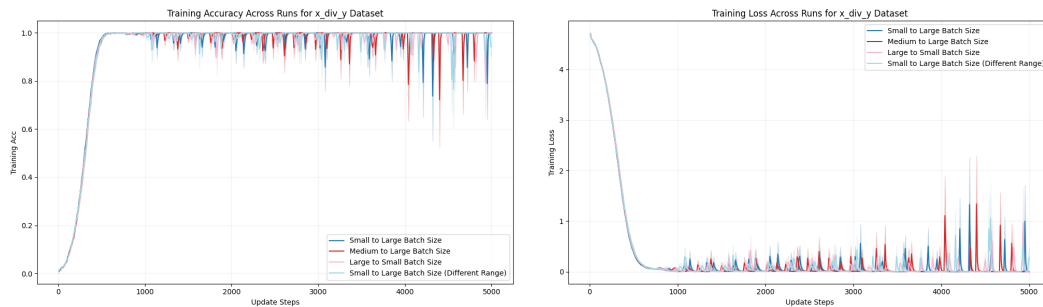 Training Accuracy Across Runs for x_div_y Dataset
1.0
0.8
0.6
0.4
0.2
0.0
Training Acc
0
1000
2000
3000
4000
5000
Update Steps
Small to Large Batch Size
Medium to Large Batch Size
Large to Small Batch Size
Small to Large Batch Size (Different Range)
Training Loss Across Runs for x_div_y Dataset
4
3
2
1
0
Training Loss
0
1000
2000
3000
4000
5000
Update Steps
Small to Large Batch Size
Medium to Large Batch Size
Large to Small Batch Size
Small to Large Batch Size (Different Range)